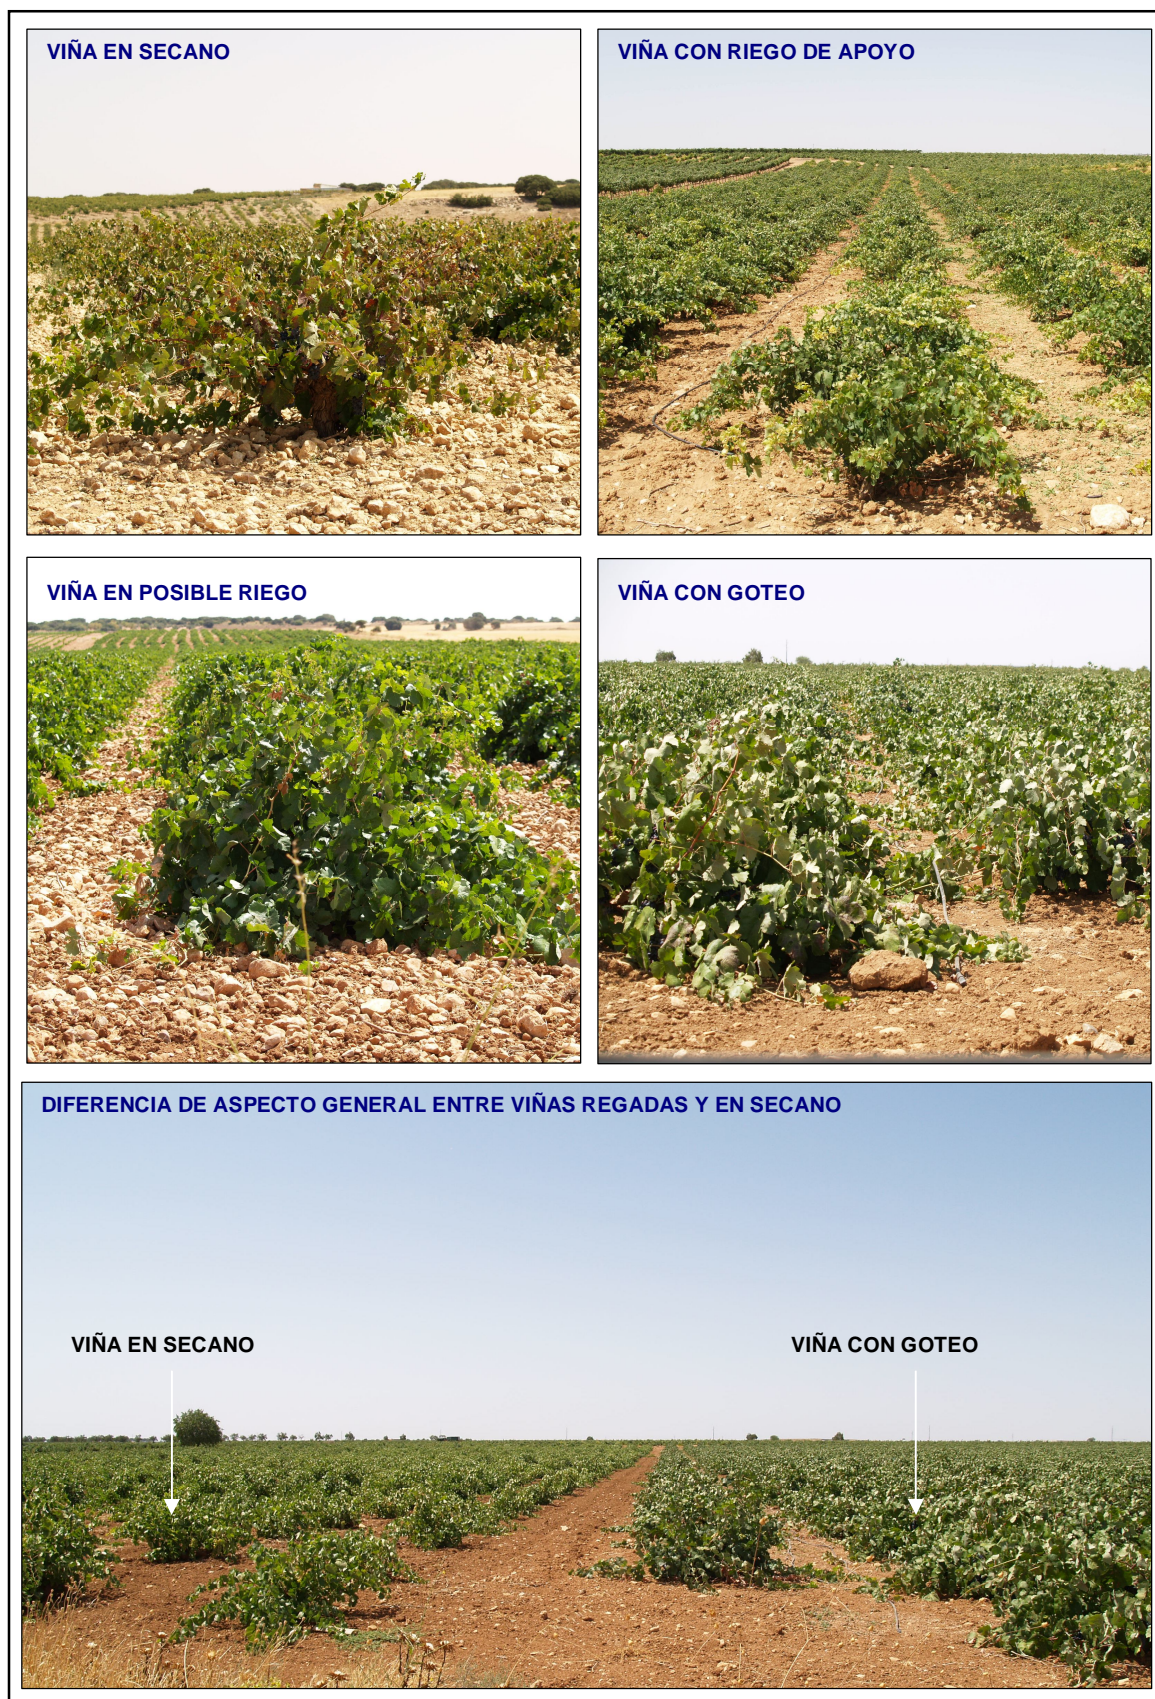 VIÑA EN SECANO
VIÑA CON RIEGO DE APOYO
VIÑA EN POSIBLE RIEGO
VIÑA CON GOTEO
DIFERENCIA DE ASPECTO GENERAL ENTRE VIÑAS REGADAS Y EN SECANO
VIÑA EN SECANO
VIÑA CON GOTEO